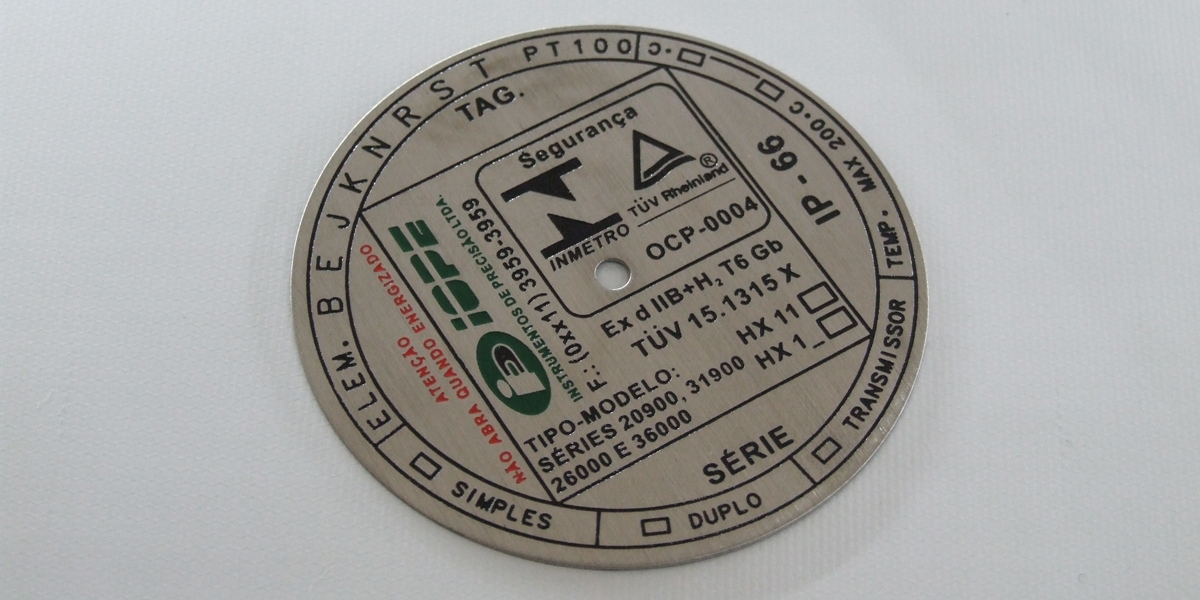 ELEM. B E J K N R S T PT100
°C
°C
TEMP. MAX 200°C
TRANSMISSOR
DUPLO
SIMPLES
TAG.
IP-66
SÉRIE
Segurança
INMETRO
TÜV Rheinland ®
OCP-0004
Ex d IIB+H₂ T6 Gb
TÜV 15.1315 X
HX 11
HX 1_
TIPO-MODELO:
SÉRIES 20900, 31900
26000 E 36000
INSTRUMENTOS DE PRECISÃO LTDA.
F.: (0xx11) 3959-3959
ATENÇÃO
NÃO ABRA QUANDO ENERGIZADO